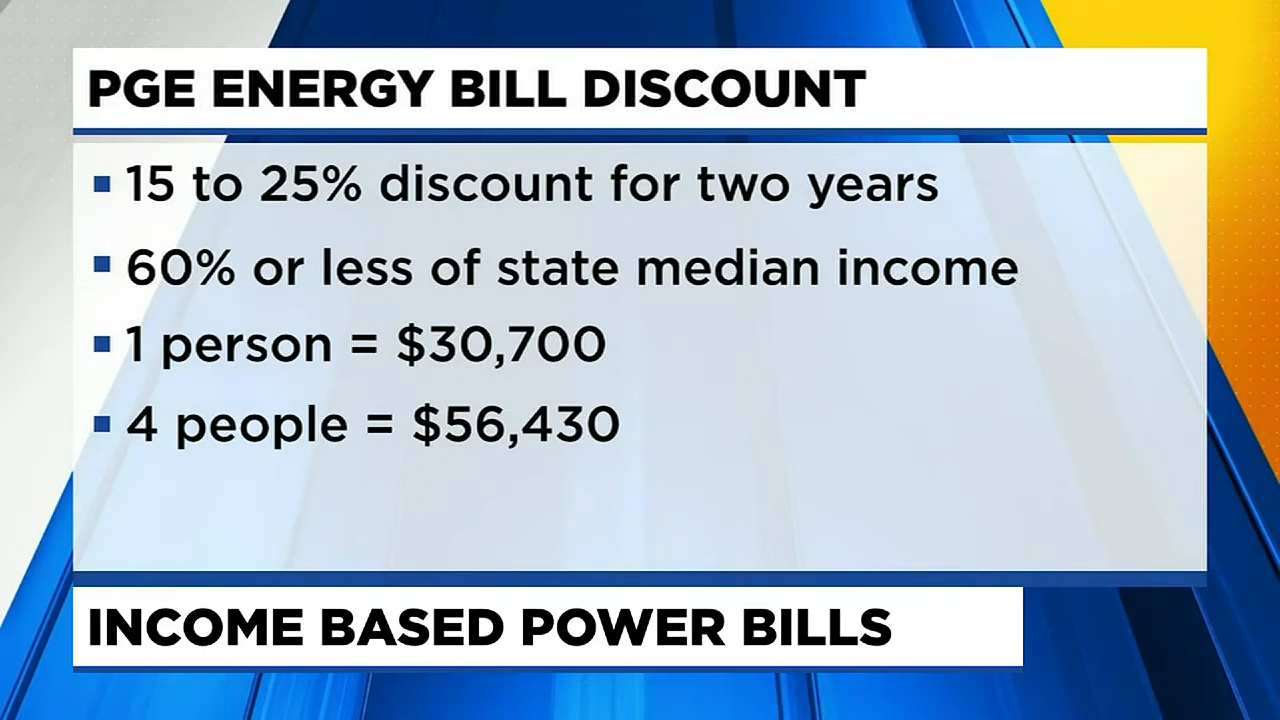 PGE ENERGY BILL DISCOUNT
▪ 15 to 25% discount for two years
▪ 60% or less of state median income
▪ 1 person = $30,700
▪ 4 people = $56,430
INCOME BASED POWER BILLS